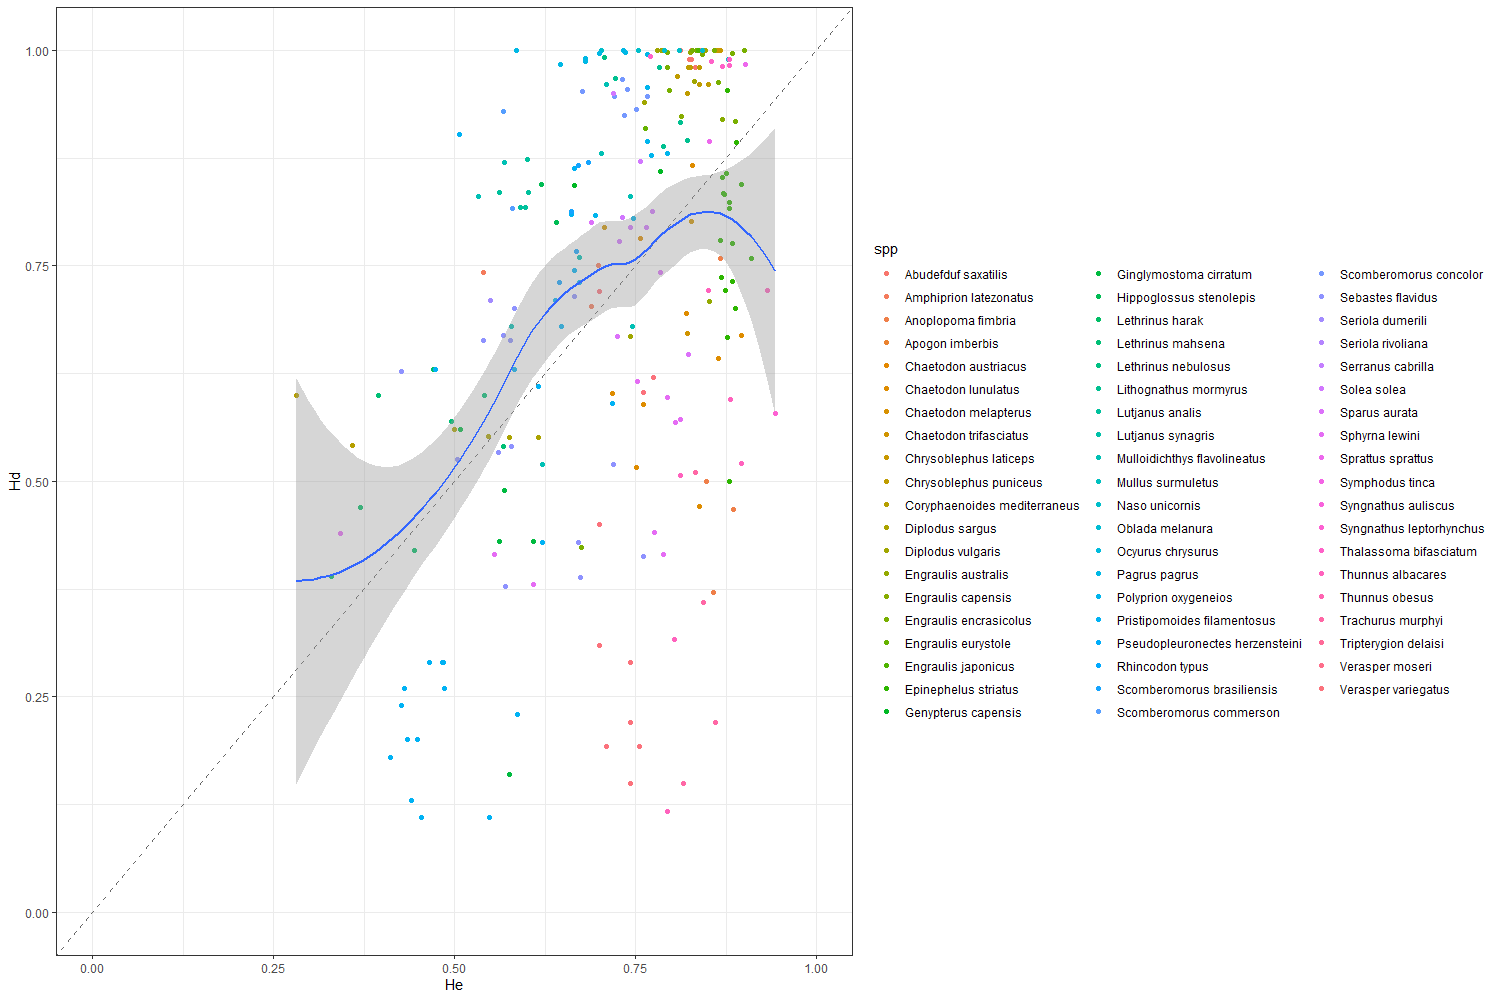 1.00
0.75
0.50
0.25
0.00
Hd
0.00 0.25 0.50 0.75 1.00
He
spp
Abudefduf saxatilis
Amphiprion latezonatus
Anoplopoma fimbria
Apogon imberbis
Chaetodon austriacus
Chaetodon lunulatus
Chaetodon melapterus
Chaetodon trifasciatus
Chrysoblephus laticeps
Chrysoblephus puniceus
Coryphaenoides mediterraneus
Diplodus sargus
Diplodus vulgaris
Engraulis australis
Engraulis capensis
Engraulis encrasicolus
Engraulis eurystole
Engraulis japonicus
Epinephelus striatus
Genypterus capensis
Ginglymostoma cirratum
Hippoglossus stenolepis
Lethrinus harak
Lethrinus mahsena
Lethrinus nebulosus
Lithognathus mormyrus
Lutjanus analis
Lutjanus synagris
Mulloidichthys flavolineatus
Mullus surmuletus
Naso unicornis
Oblada melanura
Ocyurus chrysurus
Pagrus pagrus
Polyprion oxygeneios
Pristipomoides filamentosus
Pseudopleuronectes herzensteini
Rhincodon typus
Scomberomorus brasiliensis
Scomberomorus commerson
Scomberomorus concolor
Sebastes flavidus
Seriola dumerili
Seriola rivoliana
Serranus cabrilla
Solea solea
Sparus aurata
Sphyrna lewini
Sprattus sprattus
Symphodus tinca
Syngnathus auliscus
Syngnathus leptorhynchus
Thalassoma bifasciatum
Thunnus albacares
Thunnus obesus
Trachurus murphyi
Tripterygion delaisi
Verasper moseri
Verasper variegatus